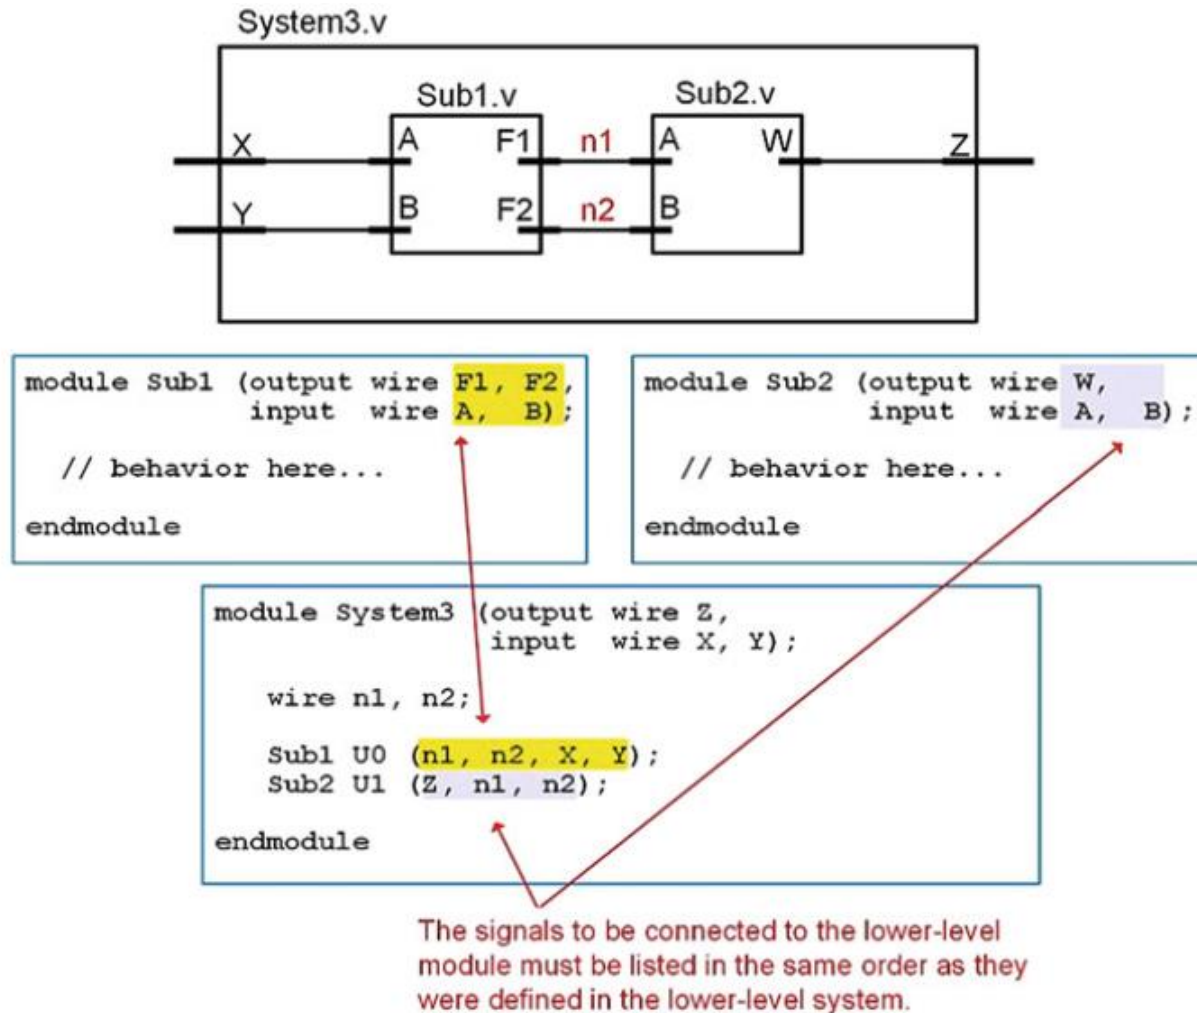 System3.v
Sub1.v
Sub2.v
X
A
F1
n1
A
W
Z
Y
B
F2
n2
B
module Sub1 (output wire F1, F2,
input wire A, B);
// behavior here...
endmodule
module Sub2 (output wire W,
input wire A, B);
// behavior here...
endmodule
module System3 (output wire Z,
input wire X, Y);
wire n1, n2;
Sub1 U0 (n1, n2, X, Y);
Sub2 U1 (Z, n1, n2);
endmodule
The signals to be connected to the lower-level
module must be listed in the same order as they
were defined in the lower-level system.